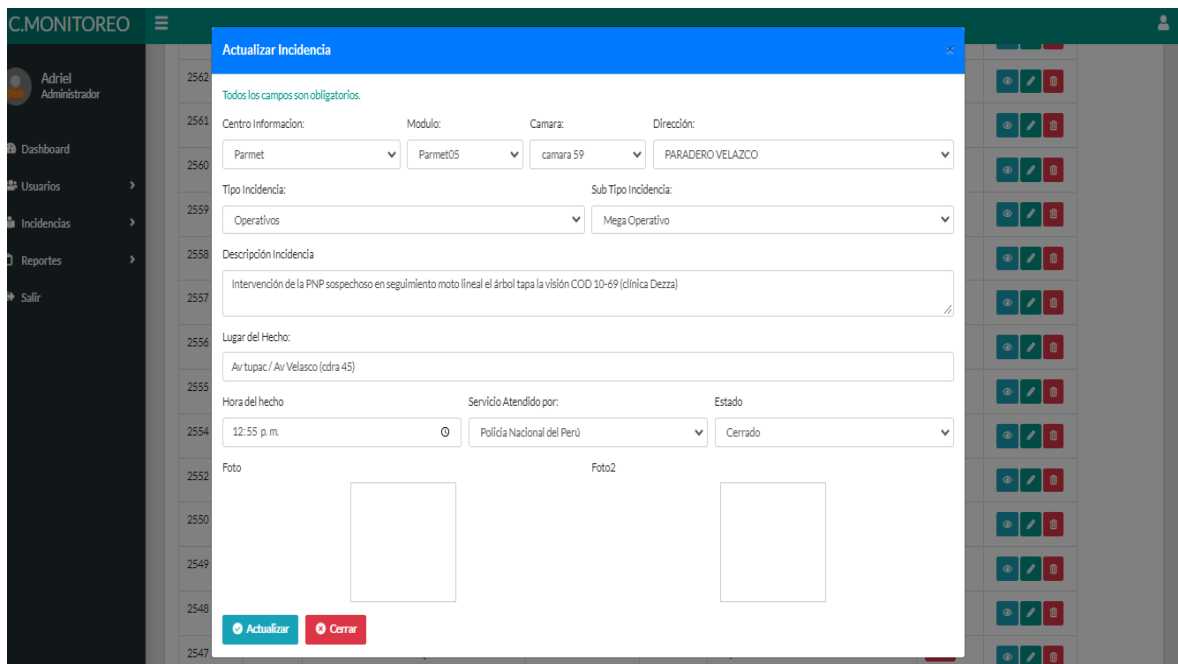 C.MONITOREO
Adriel
Administrador
Dashboard
Usuarios
Incidencias
Reportes
Salir
2562
2561
2560
2559
2558
2557
2556
2555
2554
2552
2550
2549
2548
2547
Actualizar Incidencia
×
Todos los campos son obligatorios.
Centro Informacion: Modulo: Camara: Dirección:
Parmet Parmet05 camara 59 PARADERO VELAZCO
Tipo Incidencia: Sub Tipo Incidencia:
Operativos Mega Operativo
Descripción Incidencia
Intervención de la PNP sospechoso en seguimiento moto lineal el árbol tapa la visión COD 10-69 (clínica Dezza)
Lugar del Hecho:
Av tupac / Av Velasco (cdra 45)
Hora del hecho Servicio Atendido por: Estado
12:55 p. m. Policia Nacional del Perú Cerrado
Foto Foto2
Actualizar Cerrar